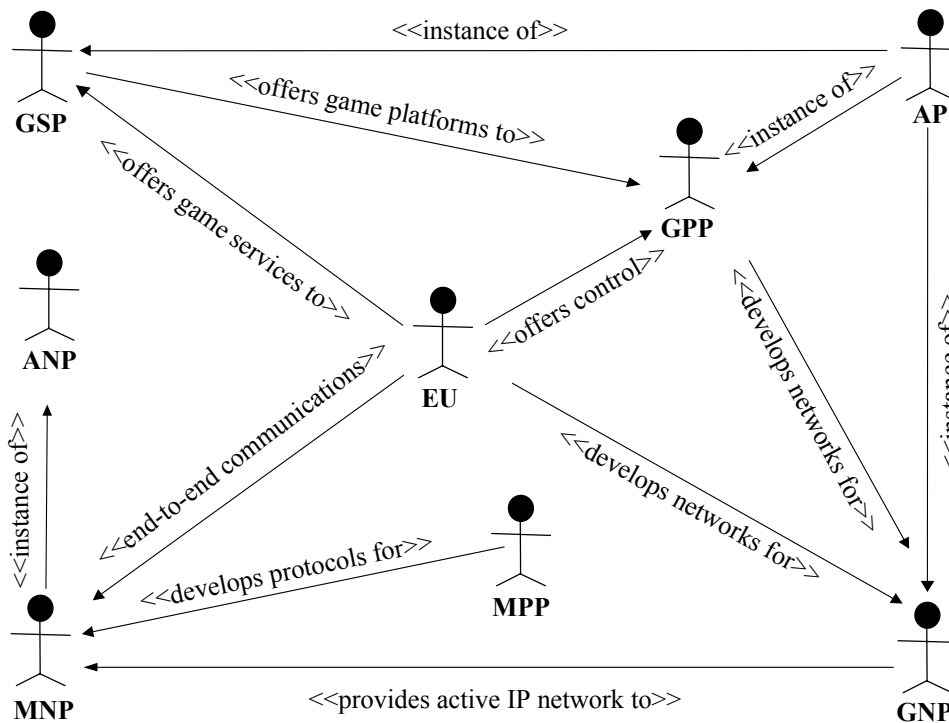 <<instance of>>
GSP
AP
<<offers game platforms to>>
<<instance of>>
GPP
<<offers game services to>>
<<offers control>>
ANP
EU
<<instance of>>
<<develops networks for>>
<<end-to-end communications>>
<<develops networks for>>
<<instance of>>
<<develops protocols for>>
MPP
MNP
GNP
<<provides active IP network to>>